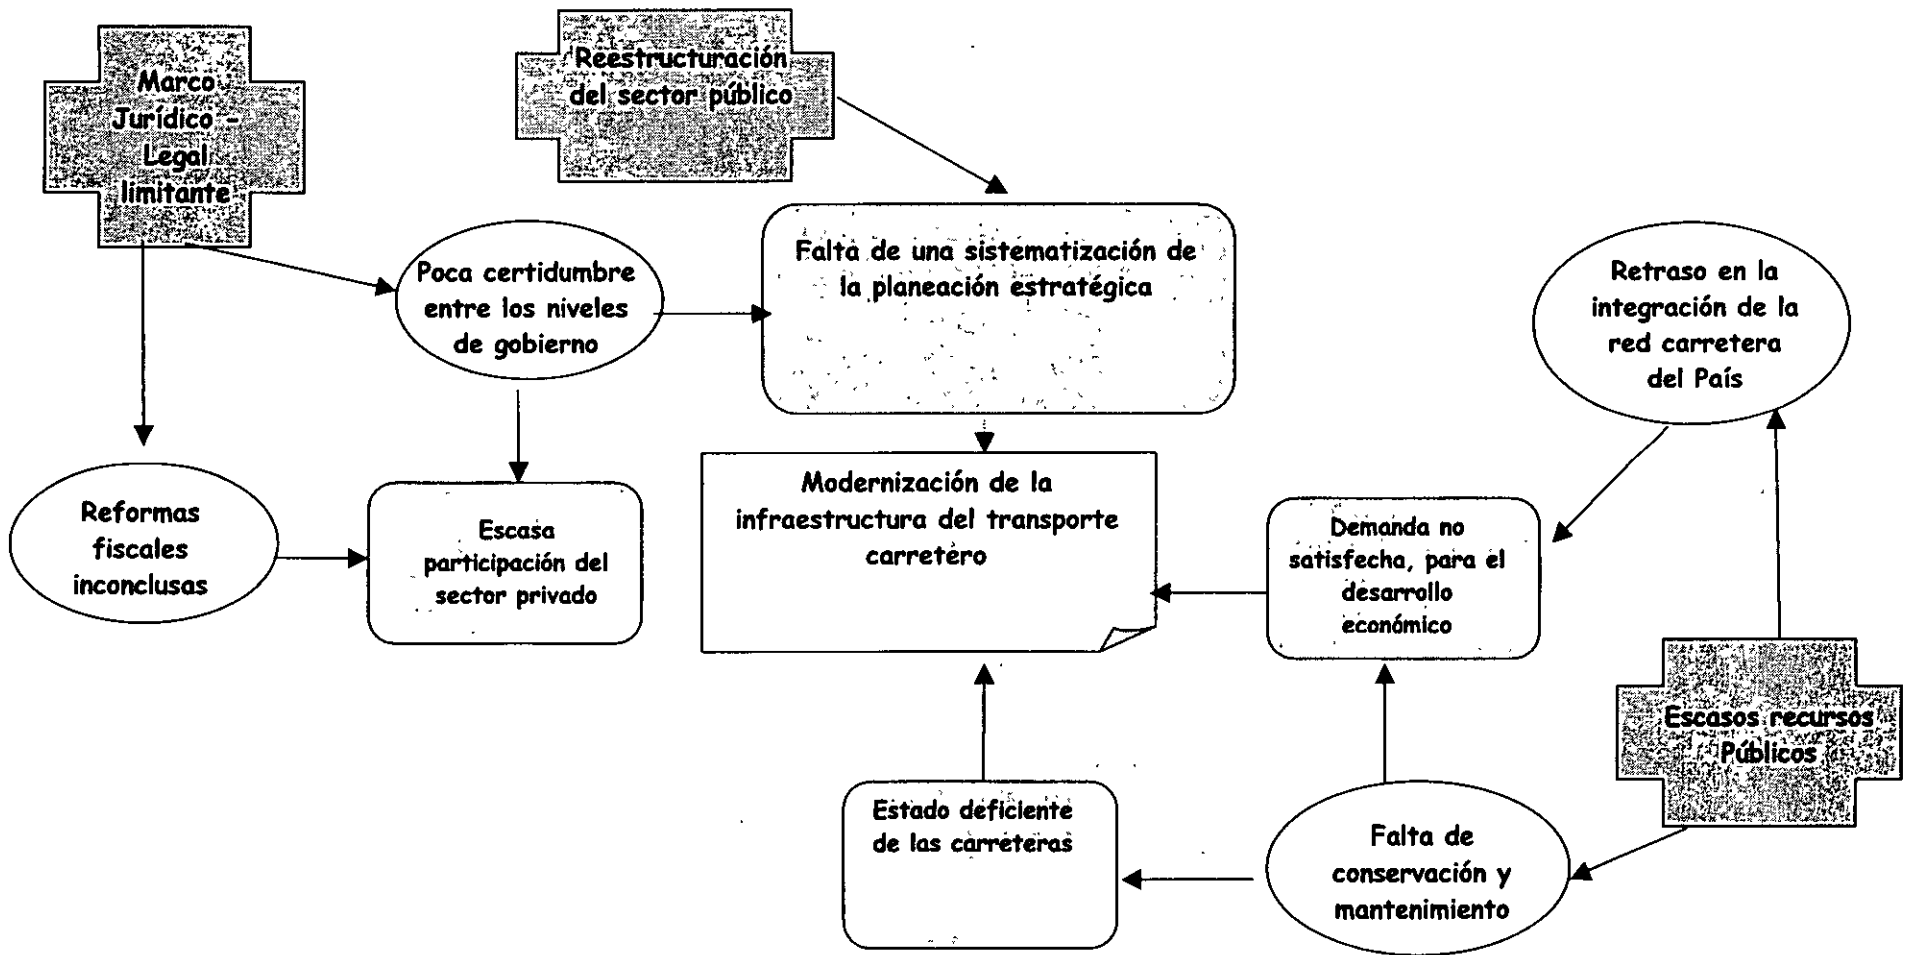 Marco
Jurídico -
Legal
limitante
Reestructuración
del sector público
Poca certidumbre
entre los niveles
de gobierno
Falta de una sistematización de
la planeación estratégica
Retraso en la
integración de la
red carretera
del País
Reformas
fiscales
inconclusas
Escasa
participación del
sector privado
Modernización de la
infraestructura del transporte
carretero
Demanda no
satisfecha, para el
desarrollo
económico
Escasos recursos
Públicos
Estado deficiente
de las carreteras
Falta de
conservación y
mantenimiento